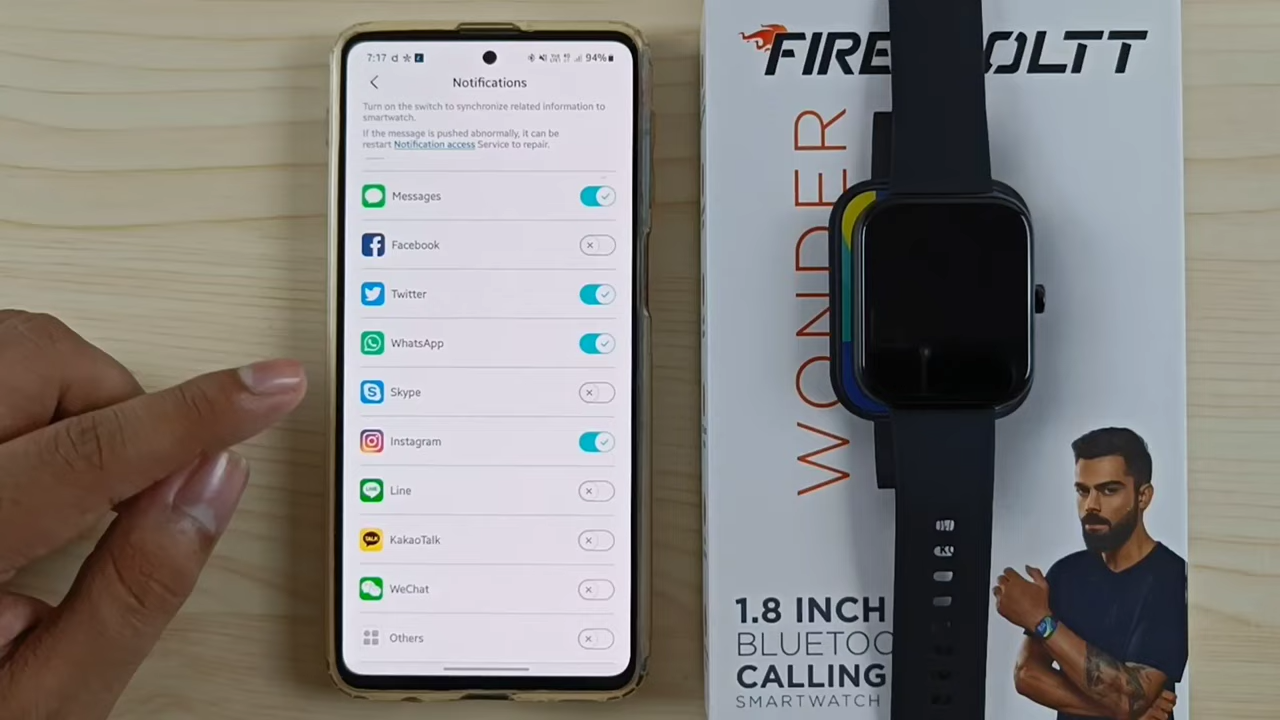 7:17
94%
Notifications
Turn on the switch to synchronize related information to
smartwatch.
If the message is pushed abnormally, it can be
restart Notification access Service to repair.
Messages
Facebook
Twitter
WhatsApp
Skype
Instagram
Line
KakaoTalk
WeChat
Others
FIRE OLTT
WONDER
1.8 INCH
BLUETOO
CALLING
SMARTWATCH